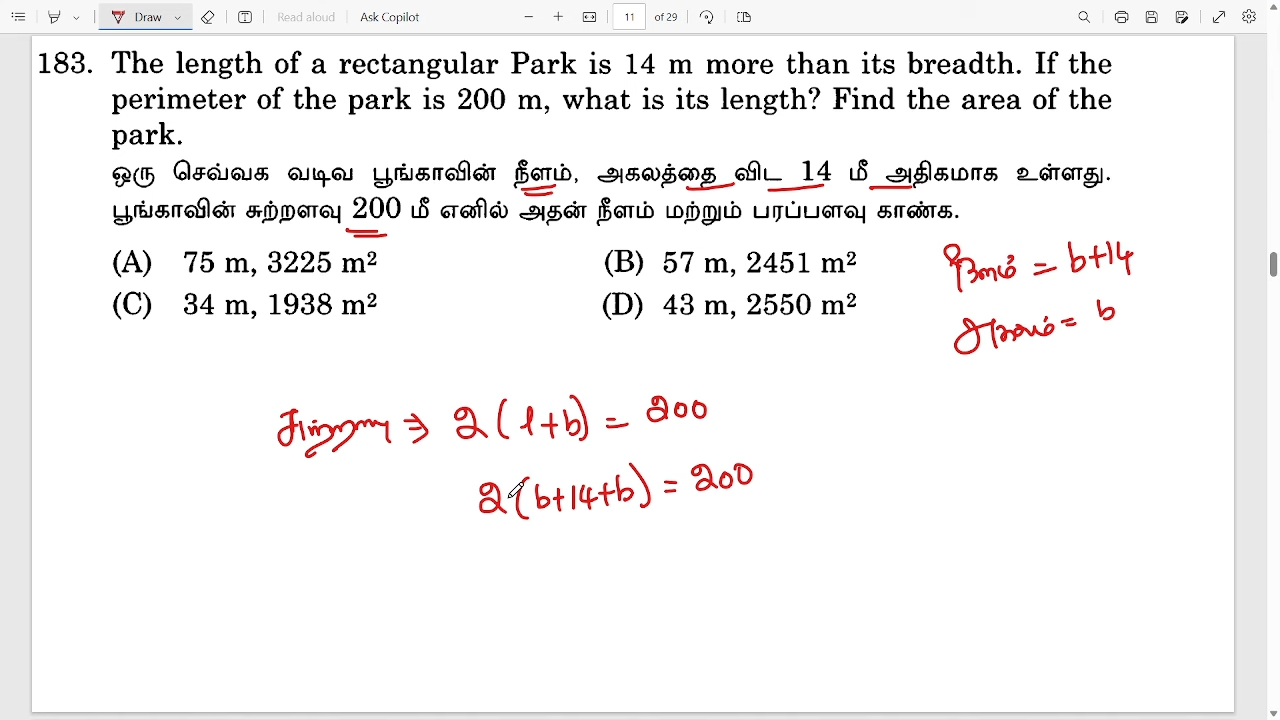 Draw
Read aloud
Ask Copilot
11 of 29
183. The length of a rectangular Park is 14 m more than its breadth. If the
perimeter of the park is 200 m, what is its length? Find the area of the
park.
ஒரு செவ்வக வடிவ பூங்காவின் நீளம், அகலத்தை விட 14 மீ அதிகமாக உள்ளது.
பூங்காவின் சுற்றளவு 200 மீ எனில் அதன் நீளம் மற்றும் பரப்பளவு காண்க.
(A) 75 m, 3225 m² (B) 57 m, 2451 m²
(C) 34 m, 1938 m² (D) 43 m, 2550 m²
நீளம் = b+14
அகலம் = b
சுற்றளவு ⇒ 2(l+b) = 200
2(b+14+b) = 200